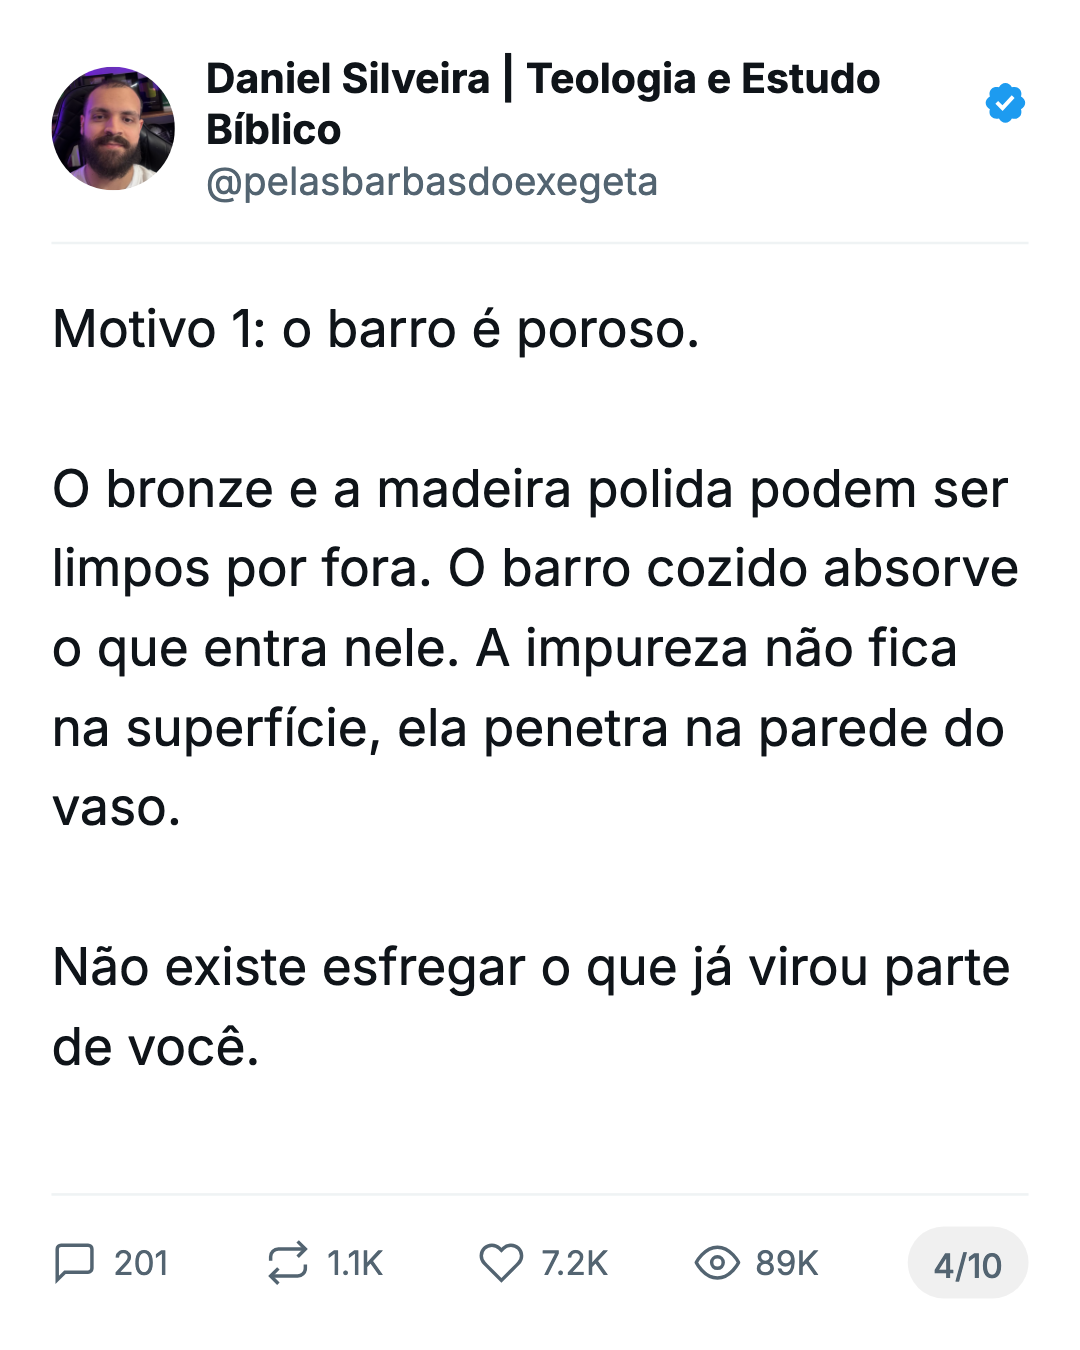 Daniel Silveira | Teologia e Estudo
Bíblico
@pelasbarbasdoexegeta
Motivo 1: o barro é poroso.
O bronze e a madeira polida podem ser
limpos por fora. O barro cozido absorve
o que entra nele. A impureza não fica
na superfície, ela penetra na parede do
vaso.
Não existe esfregar o que já virou parte
de você.
201 1.1K 7.2K 89K 4/10